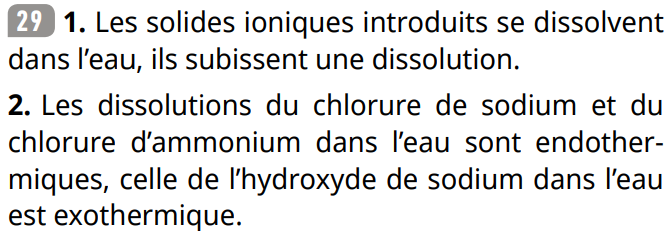 29 1. Les solides ioniques introduits se dissolvent
dans l’eau, ils subissent une dissolution.
2. Les dissolutions du chlorure de sodium et du
chlorure d’ammonium dans l’eau sont endother-
miques, celle de l’hydroxyde de sodium dans l’eau
est exothermique.